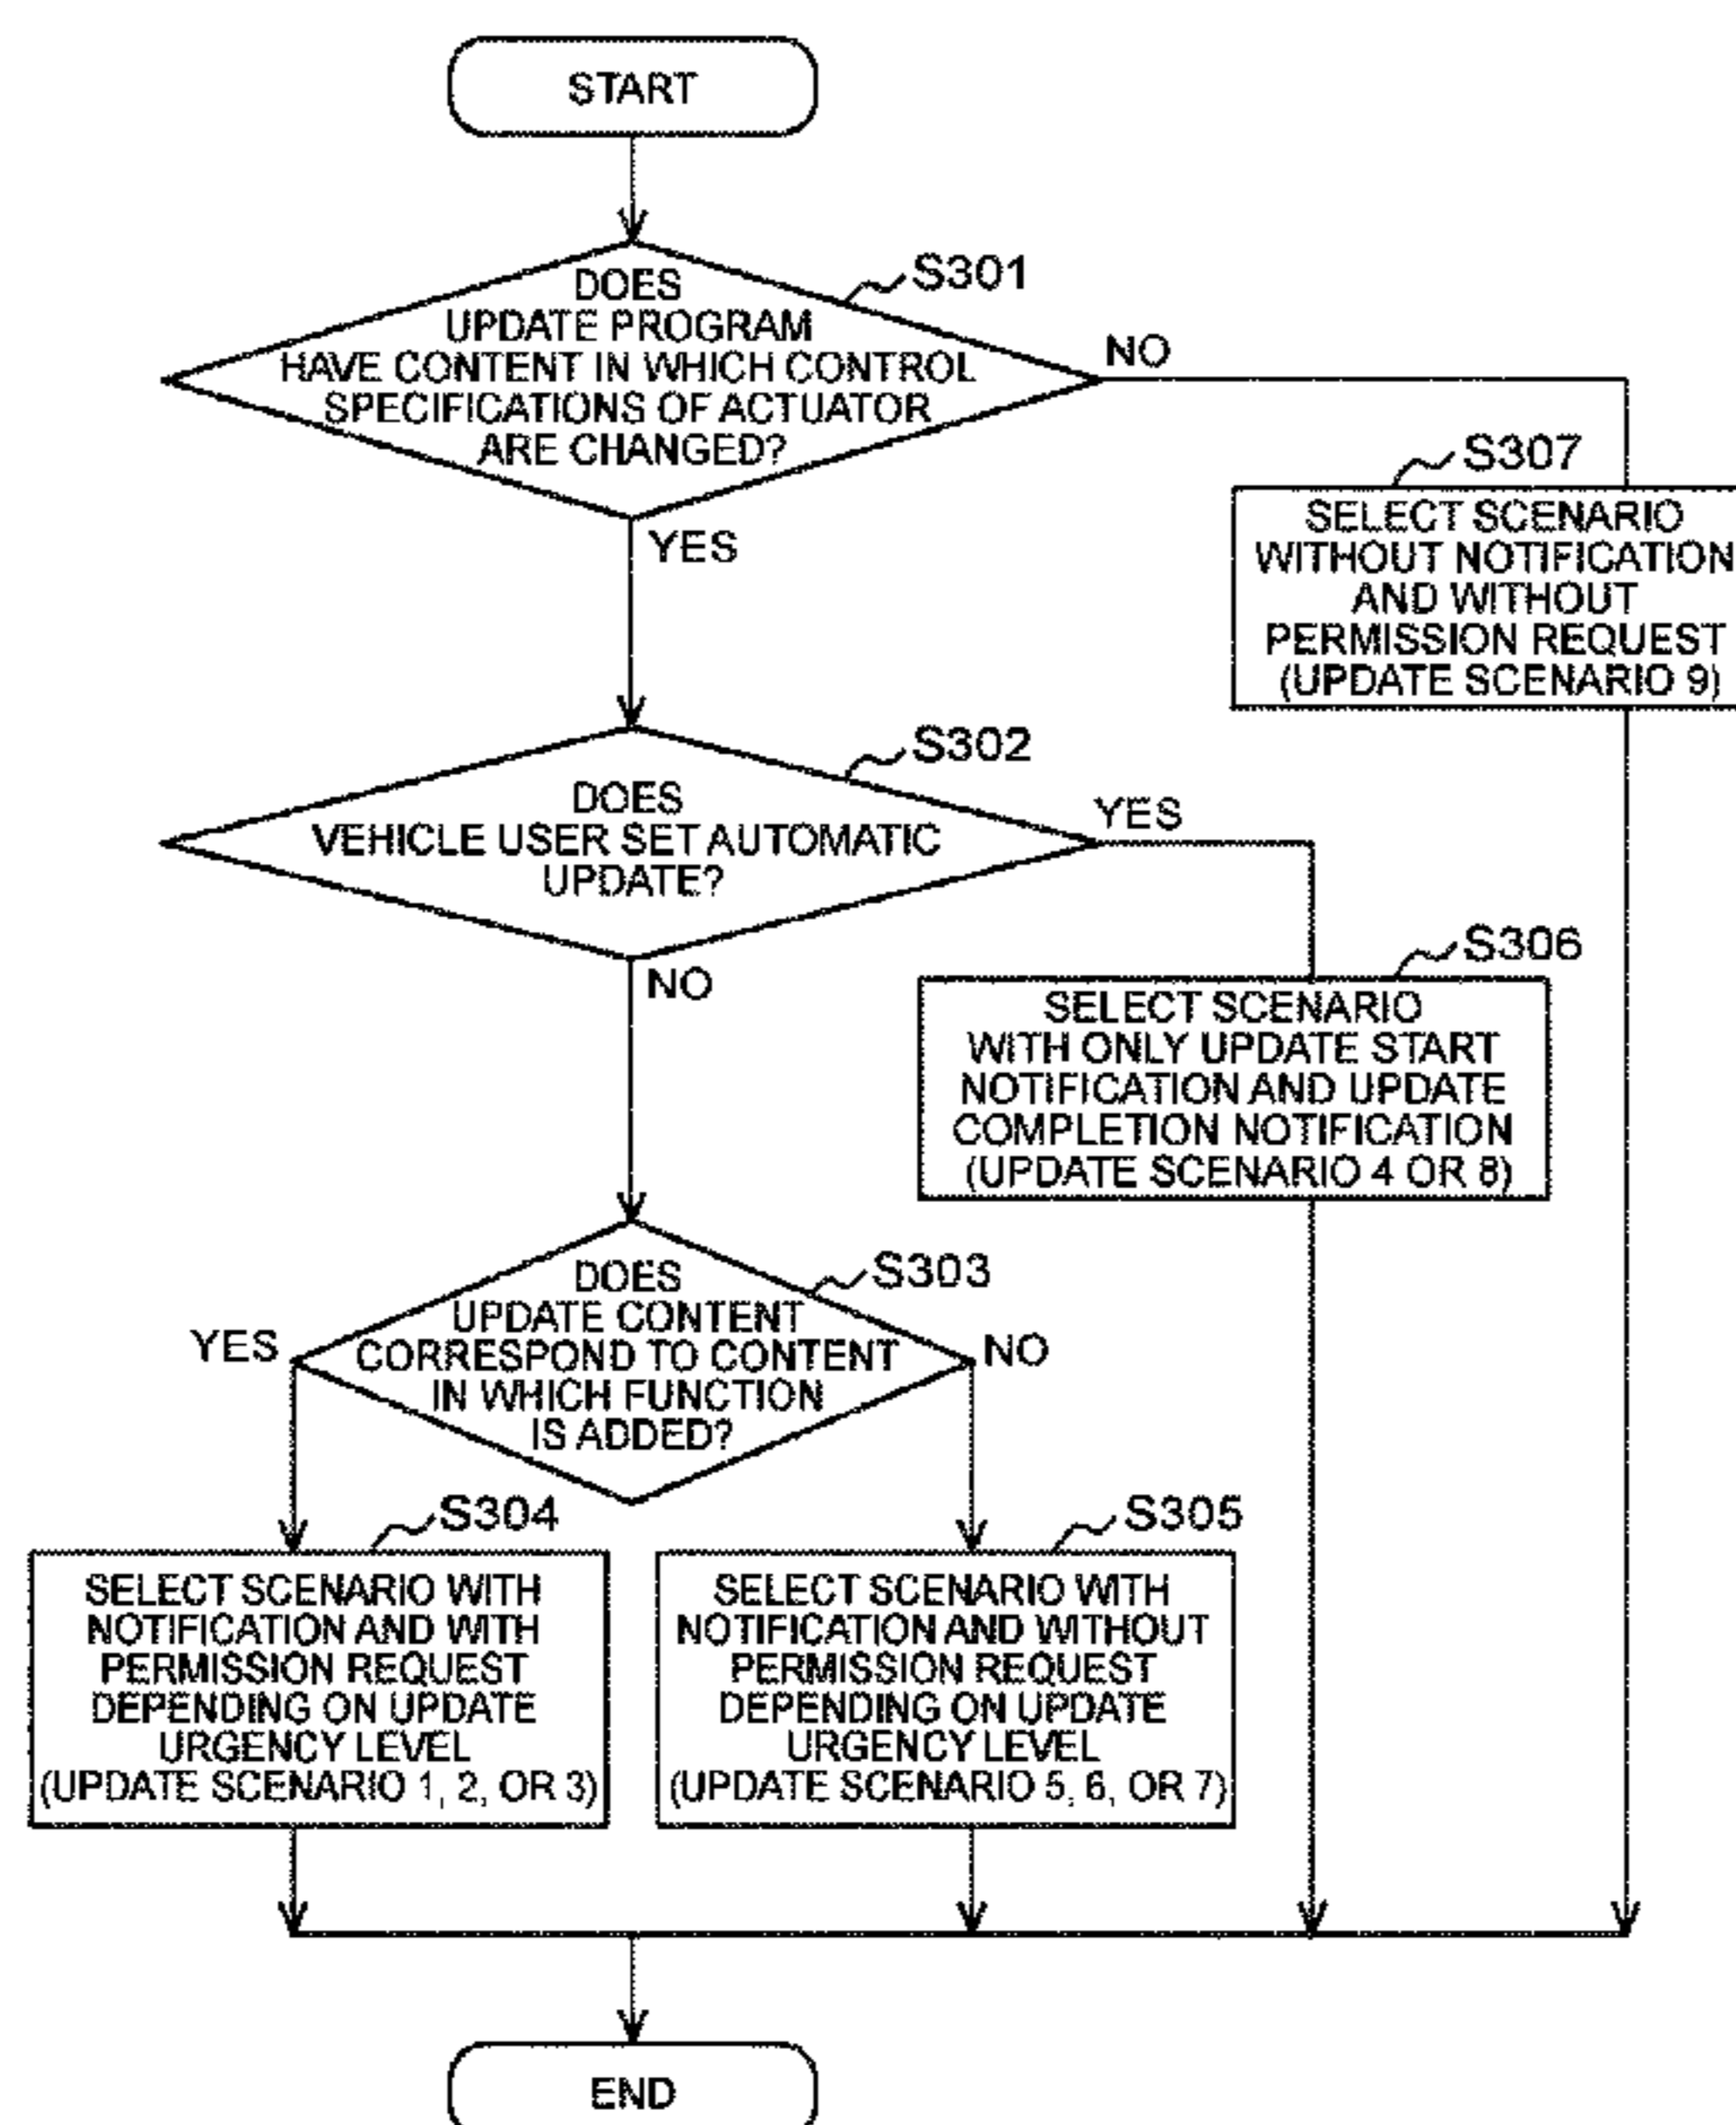 START
S301
DOES
UPDATE PROGRAM
HAVE CONTENT IN WHICH CONTROL
SPECIFICATIONS OF ACTUATOR
ARE CHANGED?
NO
YES
S307
SELECT SCENARIO
WITHOUT NOTIFICATION
AND WITHOUT
PERMISSION REQUEST
(UPDATE SCENARIO 9)
S302
DOES
VEHICLE USER SET AUTOMATIC
UPDATE?
YES
NO
S306
SELECT SCENARIO
WITH ONLY UPDATE START
NOTIFICATION AND UPDATE
COMPLETION NOTIFICATION
(UPDATE SCENARIO 4 OR 8)
S303
DOES
UPDATE CONTENT
CORRESPOND TO CONTENT
IN WHICH FUNCTION
IS ADDED?
YES
NO
S304
SELECT SCENARIO WITH
NOTIFICATION AND WITH
PERMISSION REQUEST
DEPENDING ON UPDATE
URGENCY LEVEL
(UPDATE SCENARIO 1, 2, OR 3)
S305
SELECT SCENARIO WITH
NOTIFICATION AND WITHOUT
PERMISSION REQUEST
DEPENDING ON UPDATE
URGENCY LEVEL
(UPDATE SCENARIO 5, 6, OR 7)
END